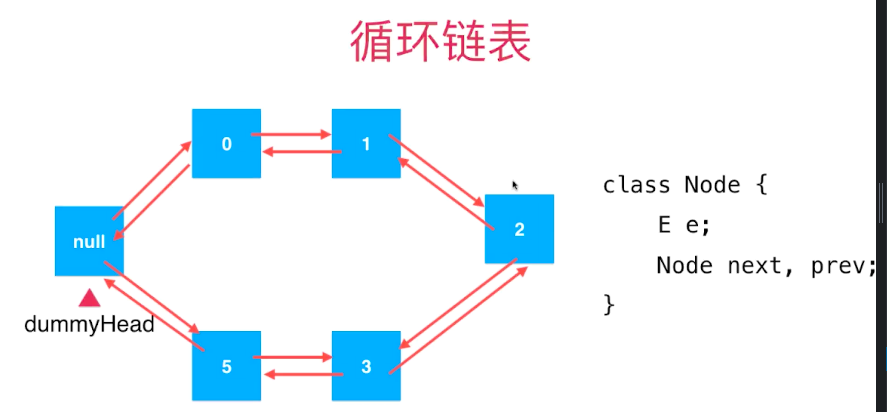 循环链表
0
1
2
null
dummyHead
5
3
class Node {
E e;
Node next, prev;
}